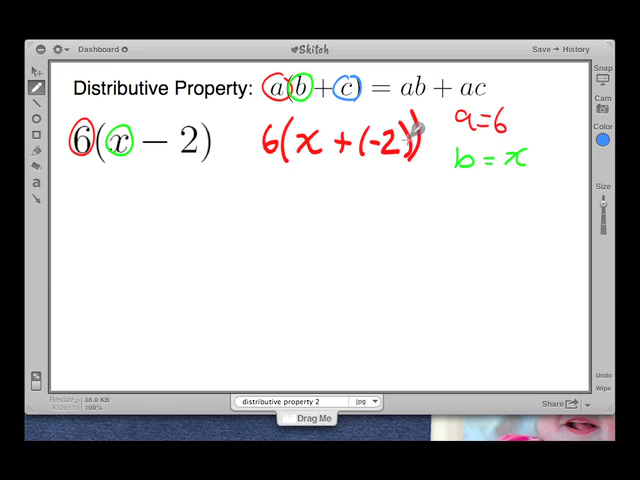 Dashboard
Skitch
Save → History
Distributive Property: a(b + c) = ab + ac
6(x − 2)
6(x + (-2))
a=6
b = x
Snap
Cam
Color
Size
Undo
Wipe
Resize 38.0 KB
100%
distributive property 2 jpg
Share
Drag Me